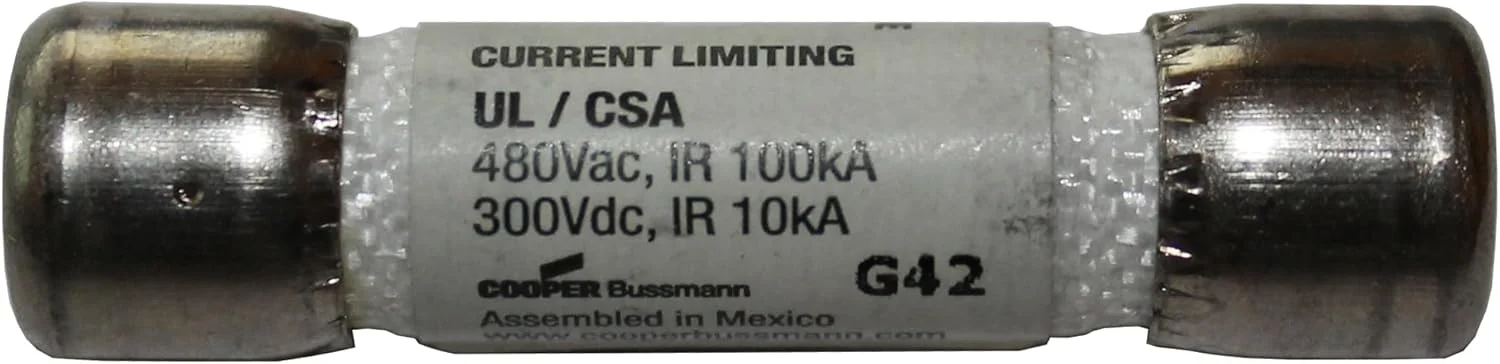 CURRENT LIMITING
UL / CSA
480Vac, IR 100kA
300Vdc, IR 10kA
COOPER Bussmann G42
Assembled in Mexico
www.cooperbussmann.com